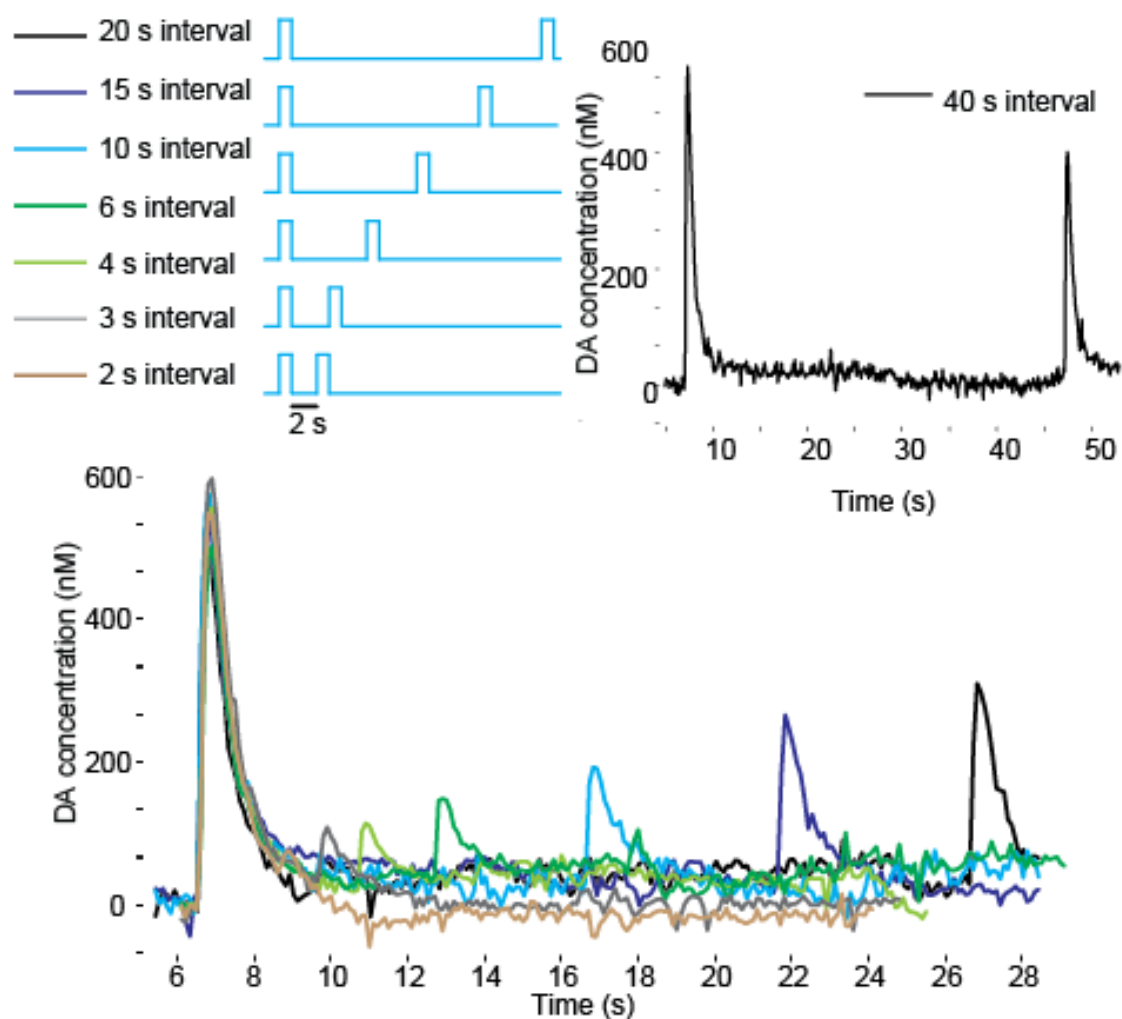 20 s interval
15 s interval
10 s interval
6 s interval
4 s interval
3 s interval
2 s interval
2 s
DA concentration (nM)
600
400
200
0
40 s interval
10 20 30 40 50
Time (s)
DA concentration (nM)
600
400
200
0
6 8 10 12 14 16 18 20 22 24 26 28
Time (s)